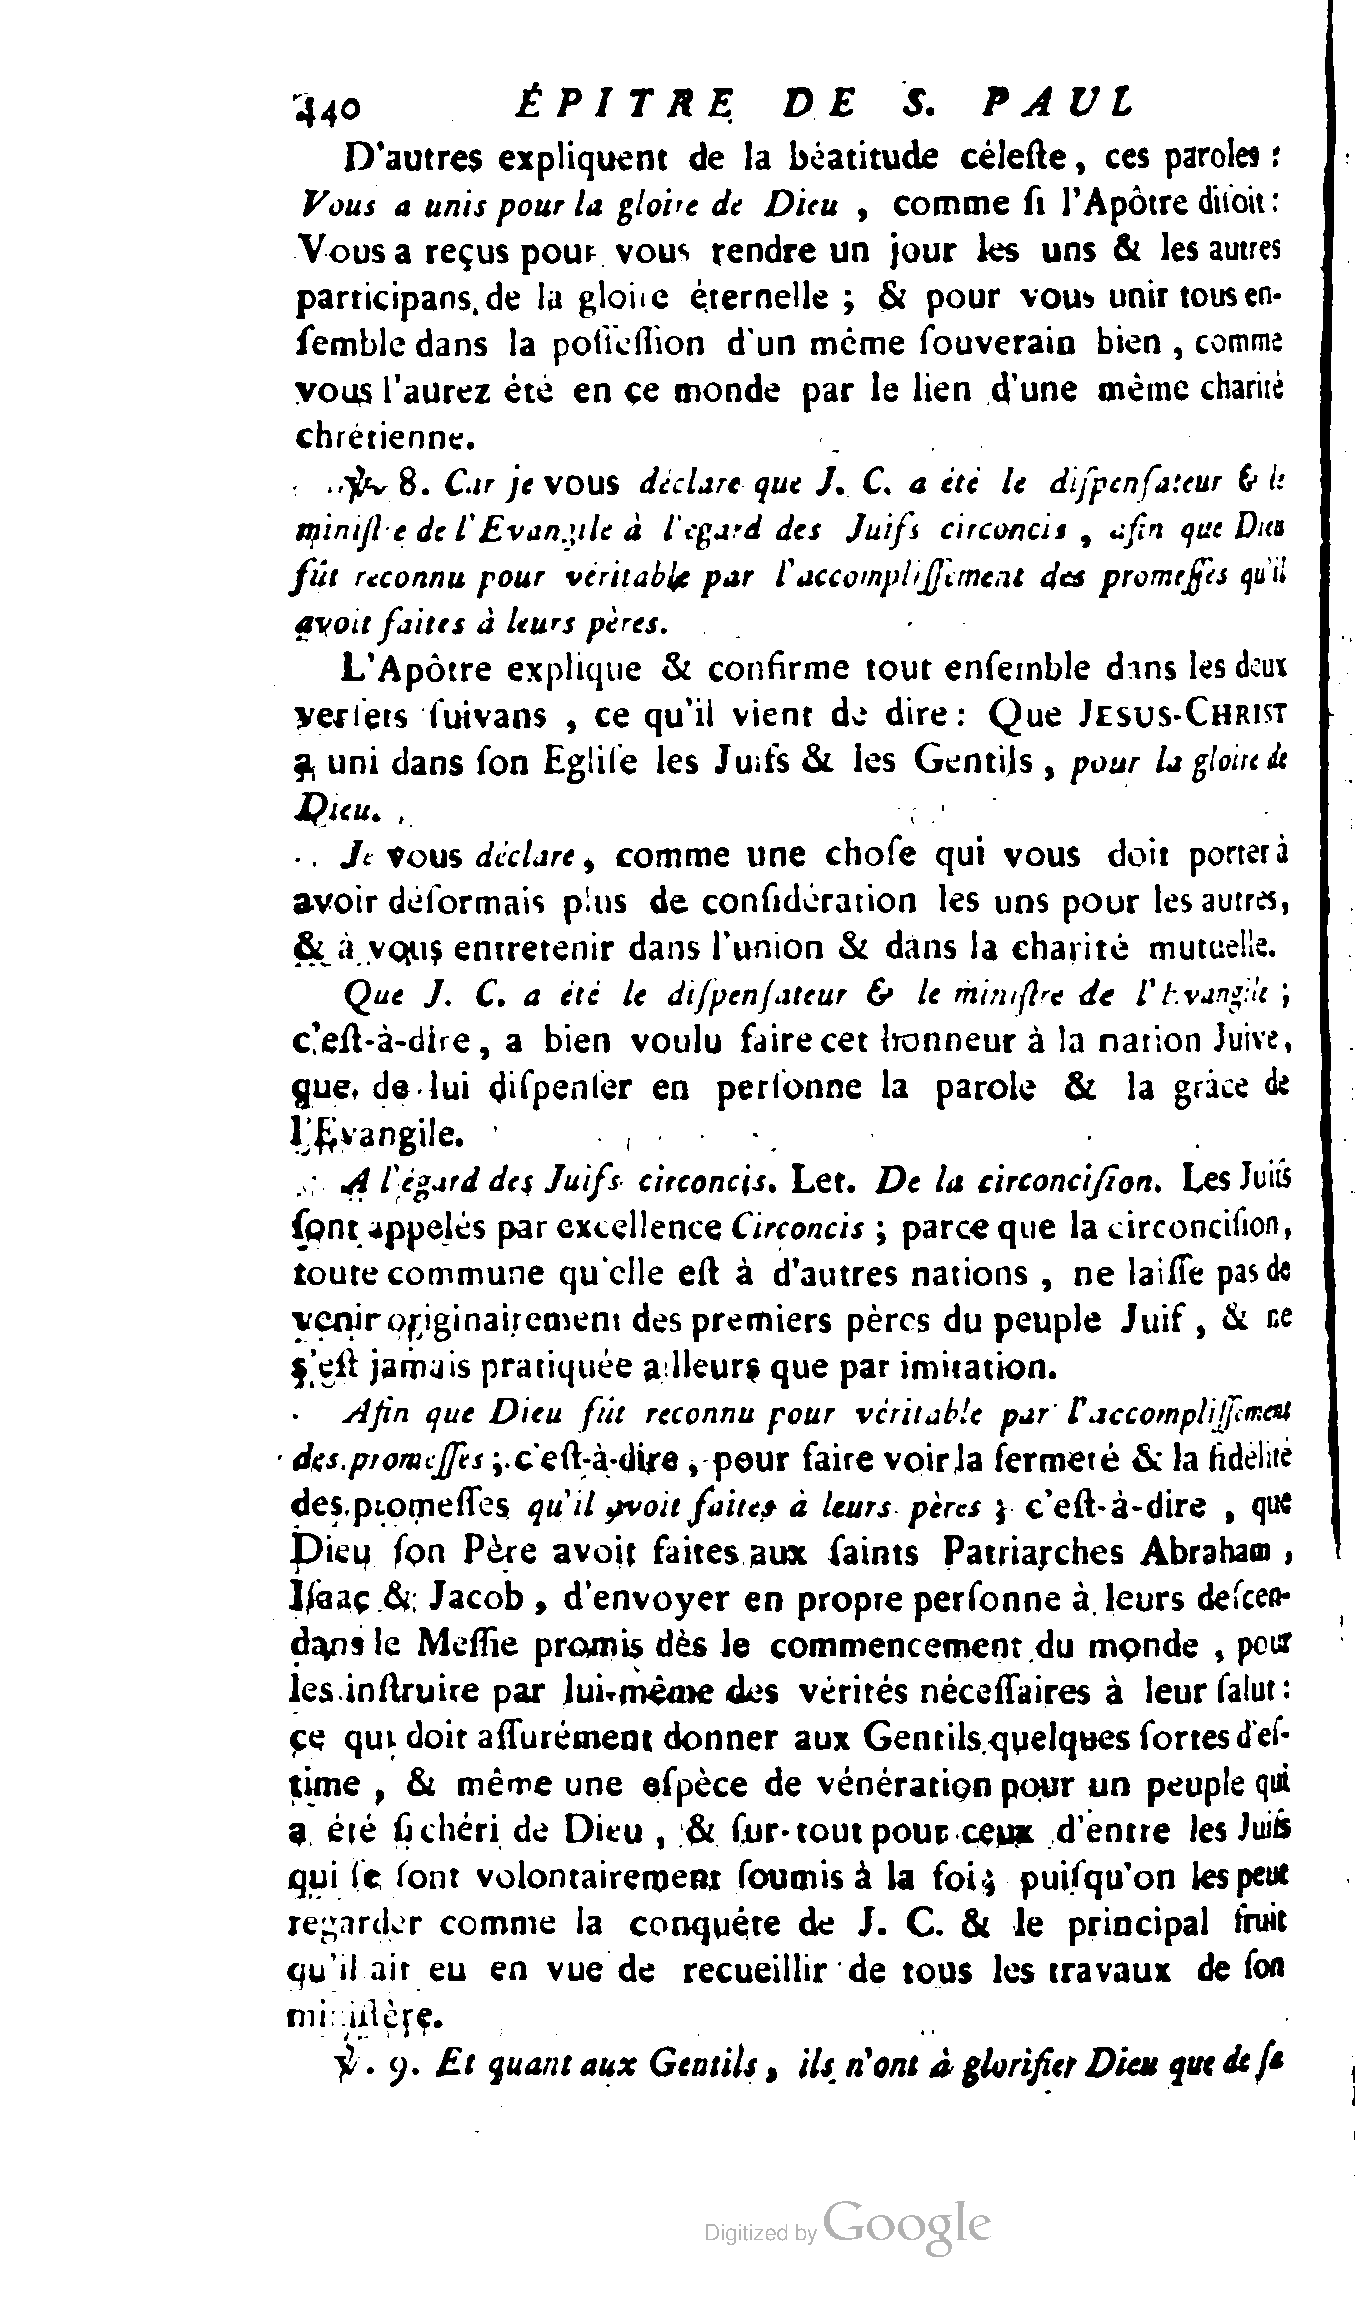 440 ÉPITRE DE S. PAUL
D'autres expliquent de la béatitude céleſte, ces paroles :
Vous a unis pour la gloire de Dieu , comme ſi l'Apôtre diſoit :
Vous a reçus pour vous rendre un jour les uns & les autres
participans de la gloire éternelle ; & pour vous unir tous en-
ſemble dans la poſſeſſion d'un même ſouverain bien , comme
vous l'aurez été en ce monde par le lien d'une même charité
chrétienne.
℣. 8. Car je vous déclare que J. C. a été le diſpenſateur & le
miniſtre de l'Evangile à l'égard des Juifs circoncis , afin que Dieu
fût reconnu pour véritable par l'accompliſſement des promeſſes qu'il
avoit faites à leurs pères.
L'Apôtre explique & confirme tout enſemble dans les deux
verſets ſuivans , ce qu'il vient de dire : Que JESUS-CHRIST
a uni dans ſon Egliſe les Juifs & les Gentils , pour la gloire de
Dieu.
Je vous déclare, comme une choſe qui vous doit porter à
avoir déſormais plus de conſidération les uns pour les autres,
& à vous entretenir dans l'union & dans la charité mutuelle.
Que J. C. a été le diſpenſateur & le miniſtre de l'Evangile ;
c'eſt-à-dire, a bien voulu faire cet honneur à la nation Juive,
que de lui diſpenſer en perſonne la parole & la grâce de
l'Evangile.
A l'égard des Juifs circoncis. Let. De la circonciſion. Les Juifs
ſont appelés par excellence Circoncis ; parce que la circonciſion,
toute commune qu'elle eſt à d'autres nations , ne laiſſe pas de
venir originairement des premiers pères du peuple Juif , & ne
s'eſt jamais pratiquée ailleurs que par imitation.
Afin que Dieu fût reconnu pour véritable par l'accompliſſement
des promeſſes ; c'eſt-à-dire , pour faire voir la fermeté & la fidélité
des promeſſes qu'il avoit faites à leurs pères ; c'eſt-à-dire , que
Dieu ſon Père avoit faites aux ſaints Patriarches Abraham ,
Iſaac & Jacob , d'envoyer en propre perſonne à leurs deſcen-
dans le Meſſie promis dès le commencement du monde , pour
les inſtruire par lui-même des vérités néceſſaires à leur ſalut :
ce qui doit aſſurément donner aux Gentils quelques ſortes d'eſ-
time , & même une eſpèce de vénération pour un peuple qui
a été ſi chéri de Dieu , & ſur-tout pour ceux d'entre les Juifs
qui ſe ſont volontairement ſoumis à la foi ; puiſqu'on les peut
regarder comme la conquête de J. C. & le principal fruit
qu'il ait eu en vue de recueillir de tous les travaux de ſon
miniſtère.
℣. 9. Et quant aux Gentils , ils n'ont à glorifier Dieu que de ſa
Digitized by Google